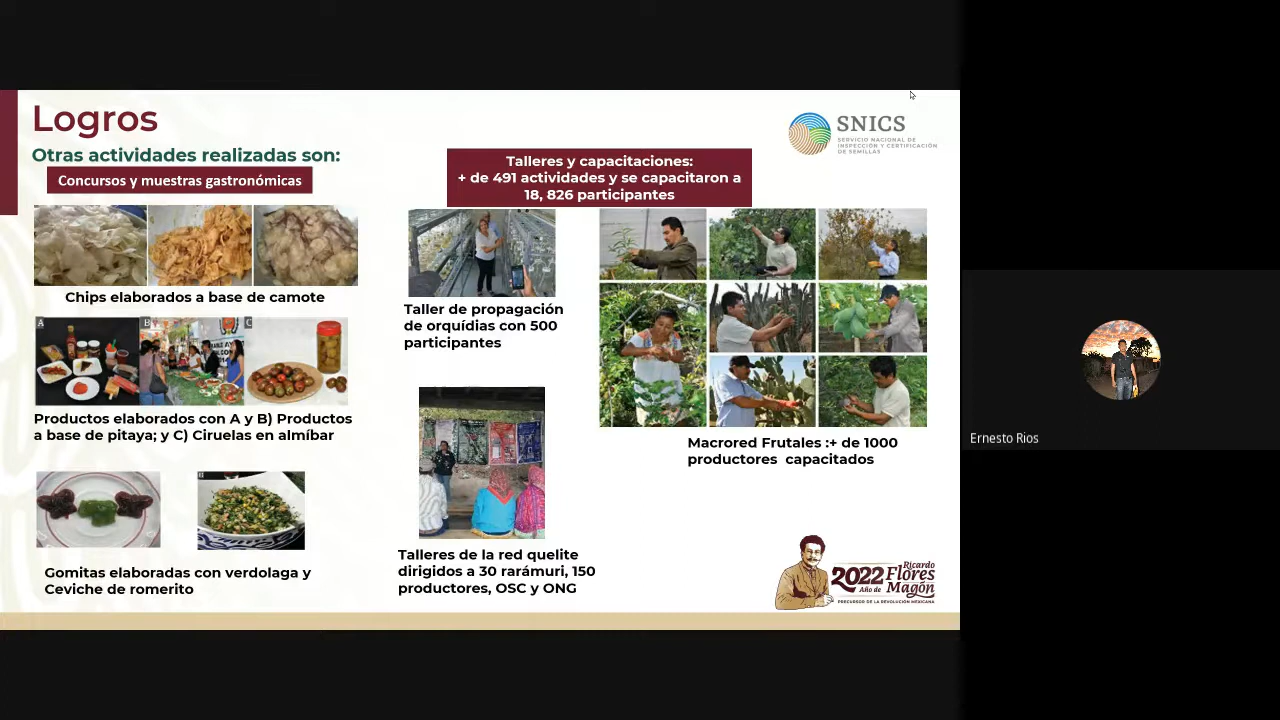 Logros
Otras actividades realizadas son:
Concursos y muestras gastronómicas
Chips elaborados a base de camote
A
B
C
Productos elaborados con A y B) Productos
a base de pitaya; y C) Ciruelas en almíbar
Gomitas elaboradas con verdolaga y
Ceviche de romerito
Talleres y capacitaciones:
+ de 491 actividades y se capacitaron a
18, 826 participantes
Taller de propagación
de orquídias con 500
participantes
Talleres de la red quelite
dirigidos a 30 rarámuri, 150
productores, OSC y ONG
Macrored Frutales :+ de 1000
productores capacitados
SNICS
SERVICIO NACIONAL DE
INSPECCIÓN Y CERTIFICACIÓN
DE SEMILLAS
2022 Ricardo
Flores
Año de Magón
PRECURSOR DE LA REVOLUCIÓN MEXICANA
Ernesto Rios